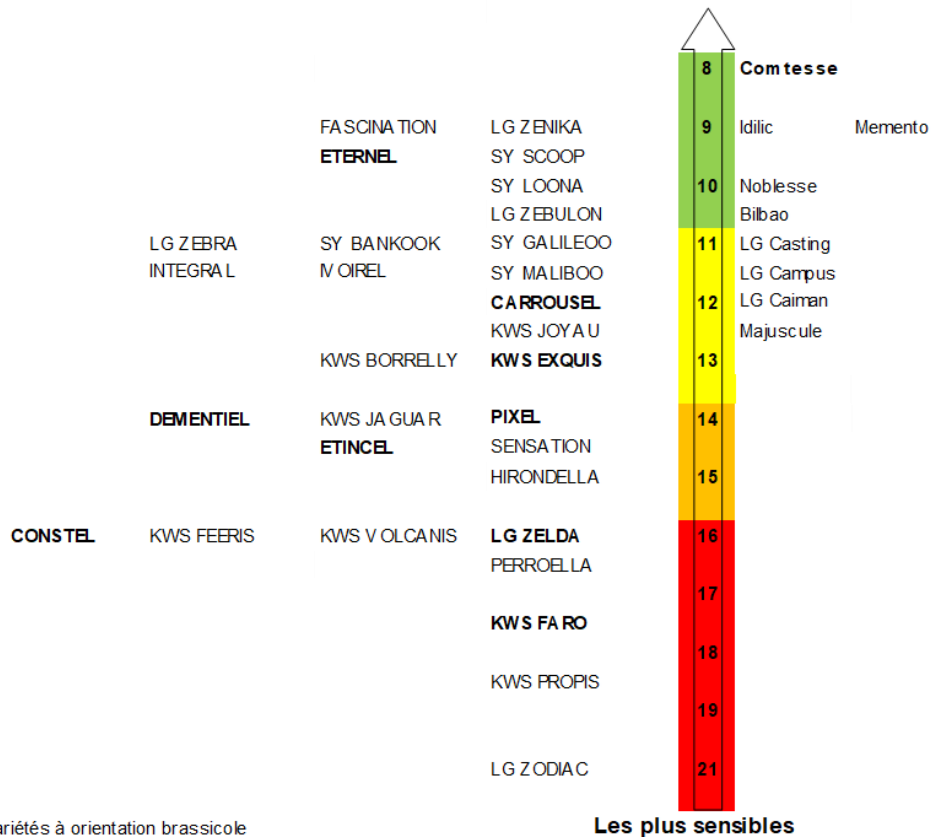 8 Comtesse
FASCINATION LG ZENIKA 9 Idilic Memento
ETERNEL SY SCOOP
SY LOONA 10 Noblesse
LG ZEBULON Bilbao
LG ZEBRA SY BANKOOK SY GALILEOO 11 LG Casting
INTEGRAL IVOIREL SY MALIBOO LG Campus
CARROUSEL 12 LG Caiman
KWS JOYAU Majuscule
KWS BORRELLY KWS EXQUIS 13
DEMENTIEL KWS JAGUAR PIXEL 14
ETINCEL SENSATION
HIRONDELLA 15
CONSTEL KWS FEERIS KWS VOLCANIS LG ZELDA 16
PERROELLA
17
KWS FARO
18
KWS PROPIS
19
LG ZODIAC 21
ariétés à orientation brassicole Les plus sensibles